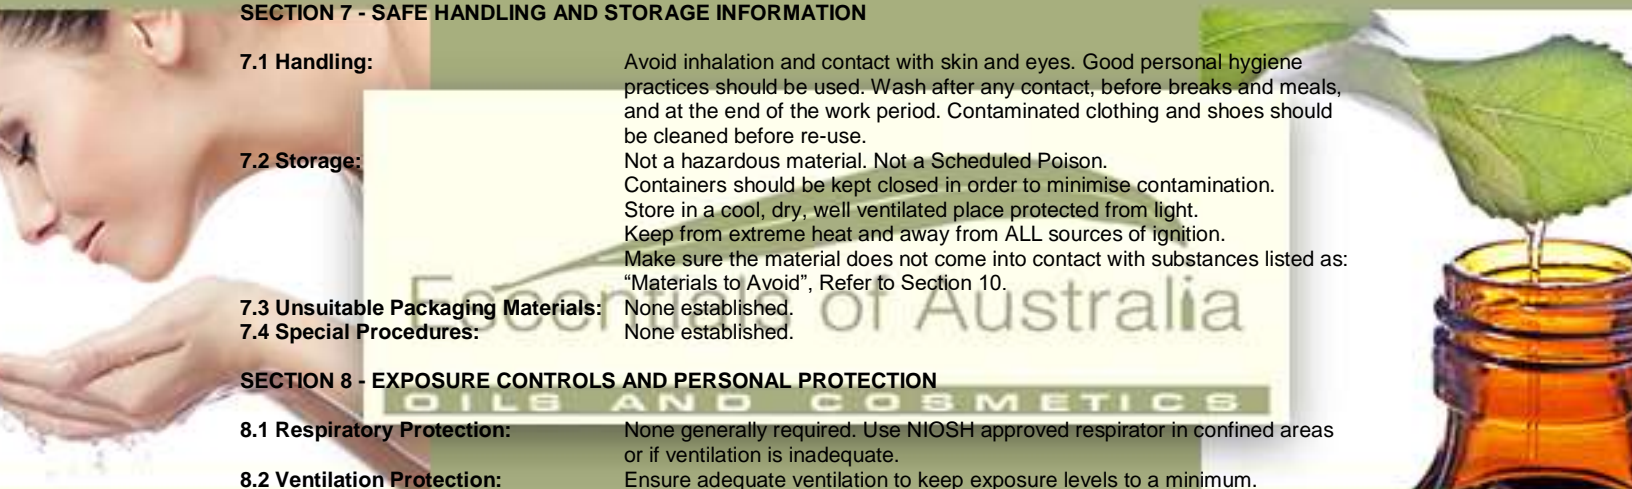 SECTION 7 - SAFE HANDLING AND STORAGE INFORMATION
7.1 Handling: Avoid inhalation and contact with skin and eyes. Good personal hygiene
practices should be used. Wash after any contact, before breaks and meals,
and at the end of the work period. Contaminated clothing and shoes should
be cleaned before re-use.
7.2 Storage: Not a hazardous material. Not a Scheduled Poison.
Containers should be kept closed in order to minimise contamination.
Store in a cool, dry, well ventilated place protected from light.
Keep from extreme heat and away from ALL sources of ignition.
Make sure the material does not come into contact with substances listed as:
“Materials to Avoid”, Refer to Section 10.
Essentials of Australia
7.3 Unsuitable Packaging Materials: None established.
7.4 Special Procedures: None established.
SECTION 8 - EXPOSURE CONTROLS AND PERSONAL PROTECTION
OILS AND COSMETICS
8.1 Respiratory Protection: None generally required. Use NIOSH approved respirator in confined areas
or if ventilation is inadequate.
8.2 Ventilation Protection: Ensure adequate ventilation to keep exposure levels to a minimum.